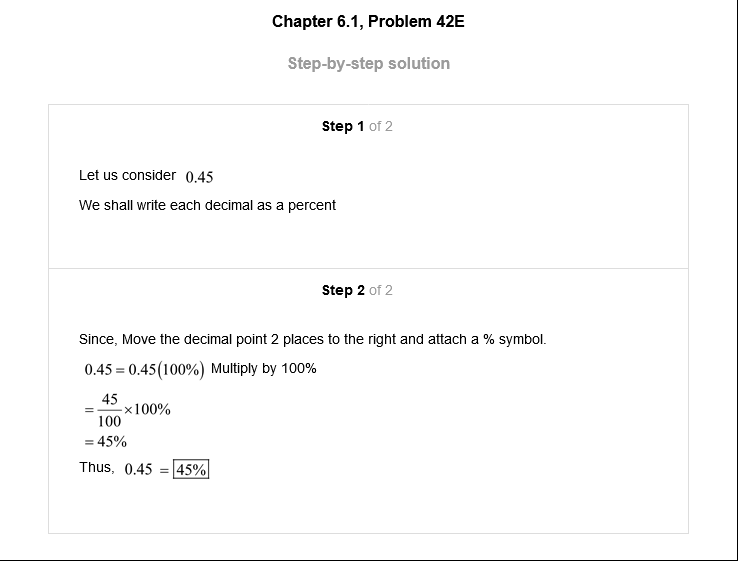 Chapter 6.1, Problem 42E
Step-by-step solution
Step 1 of 2
Let us consider 0.45
We shall write each decimal as a percent
Step 2 of 2
Since, Move the decimal point 2 places to the right and attach a % symbol.
0.45 = 0.45(100%) Multiply by 100%
= 45/100 ×100%
= 45%
Thus, 0.45 = 45%